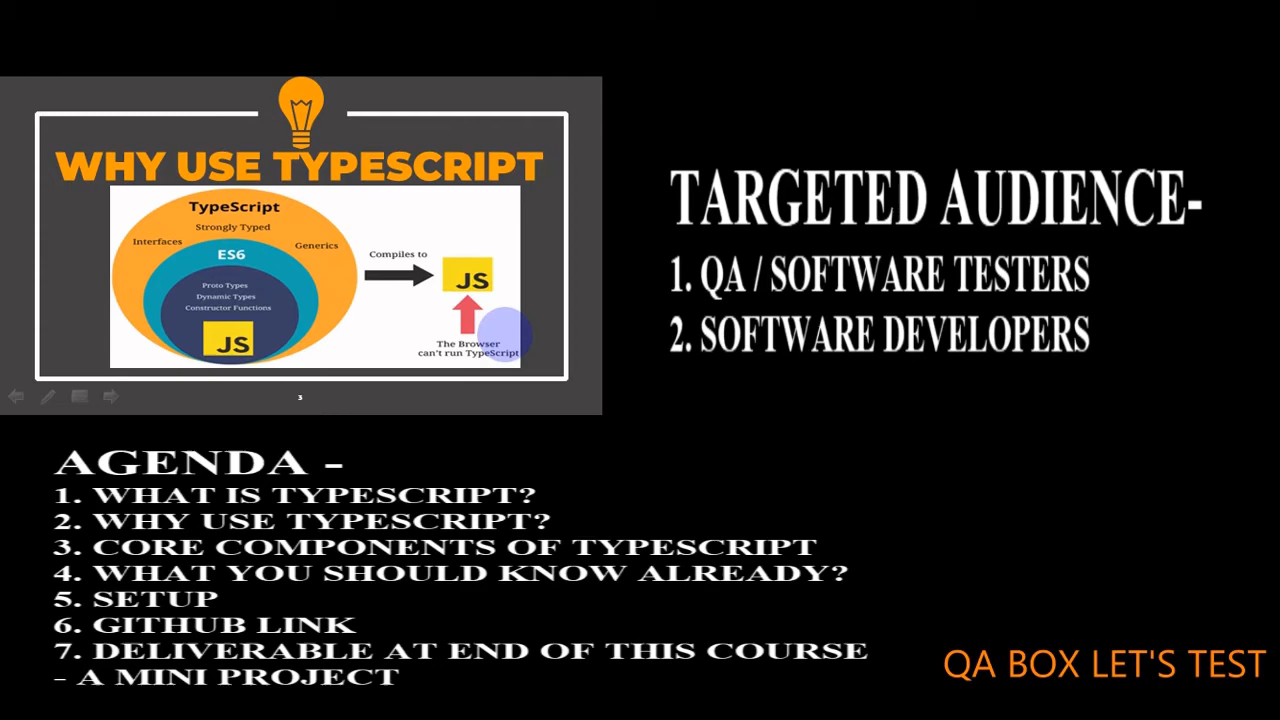 WHY USE TYPESCRIPT
TypeScript
Strongly Typed
Interfaces
Generics
ES6
Proto Types
Dynamic Types
Constructor Functions
JS
Compiles to
JS
The Browser
can't run TypeScript
3
TARGETED AUDIENCE-
1. QA / SOFTWARE TESTERS
2. SOFTWARE DEVELOPERS
AGENDA -
1. WHAT IS TYPESCRIPT?
2. WHY USE TYPESCRIPT?
3. CORE COMPONENTS OF TYPESCRIPT
4. WHAT YOU SHOULD KNOW ALREADY?
5. SETUP
6. GITHUB LINK
7. DELIVERABLE AT END OF THIS COURSE
- A MINI PROJECT
QA BOX LET'S TEST